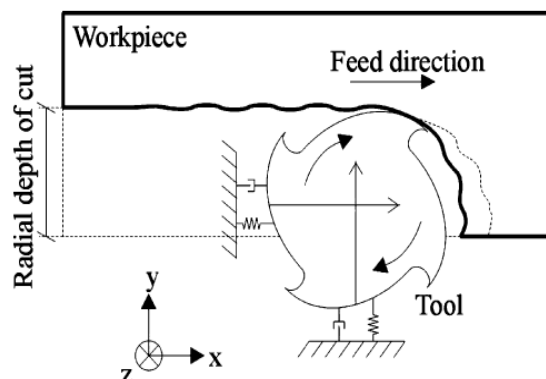 Workpiece
Feed direction
Radial depth of cut
Tool
y
x
z